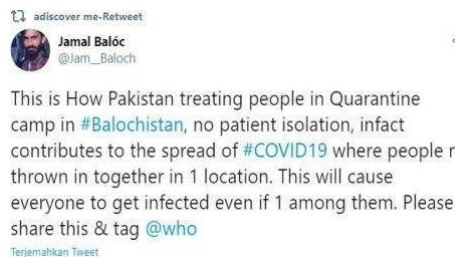 adiscover me-Retweet
Jamal Balóc
@Jam__Baloch
This is How Pakistan treating people in Quarantine
camp in #Balochistan, no patient isolation, infact
contributes to the spread of #COVID19 where people r
thrown in together in 1 location. This will cause
everyone to get infected even if 1 among them. Please
share this & tag @who
Terjemahkan Tweet